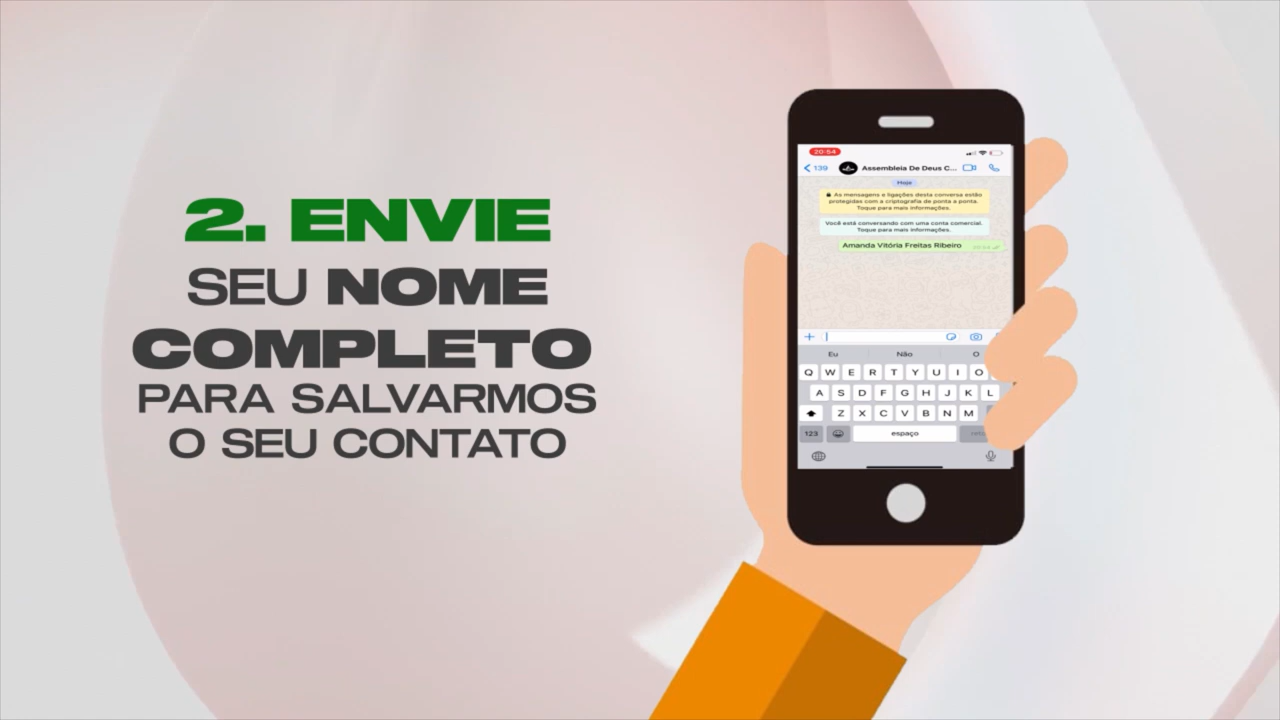 2. ENVIE
SEU NOME
COMPLETO
PARA SALVARMOS
O SEU CONTATO
20:54
139
Assembleia De Deus C...
Hoje
As mensagens e ligações desta conversa estão
protegidas com a criptografia de ponta a ponta.
Toque para mais informações.
Você está conversando com uma conta comercial.
Toque para mais informações.
Amanda Vitória Freitas Ribeiro 20:54
Eu Não O
Q W E R T Y U I O
A S D F G H J K L
Z X C V B N M
123 espaço